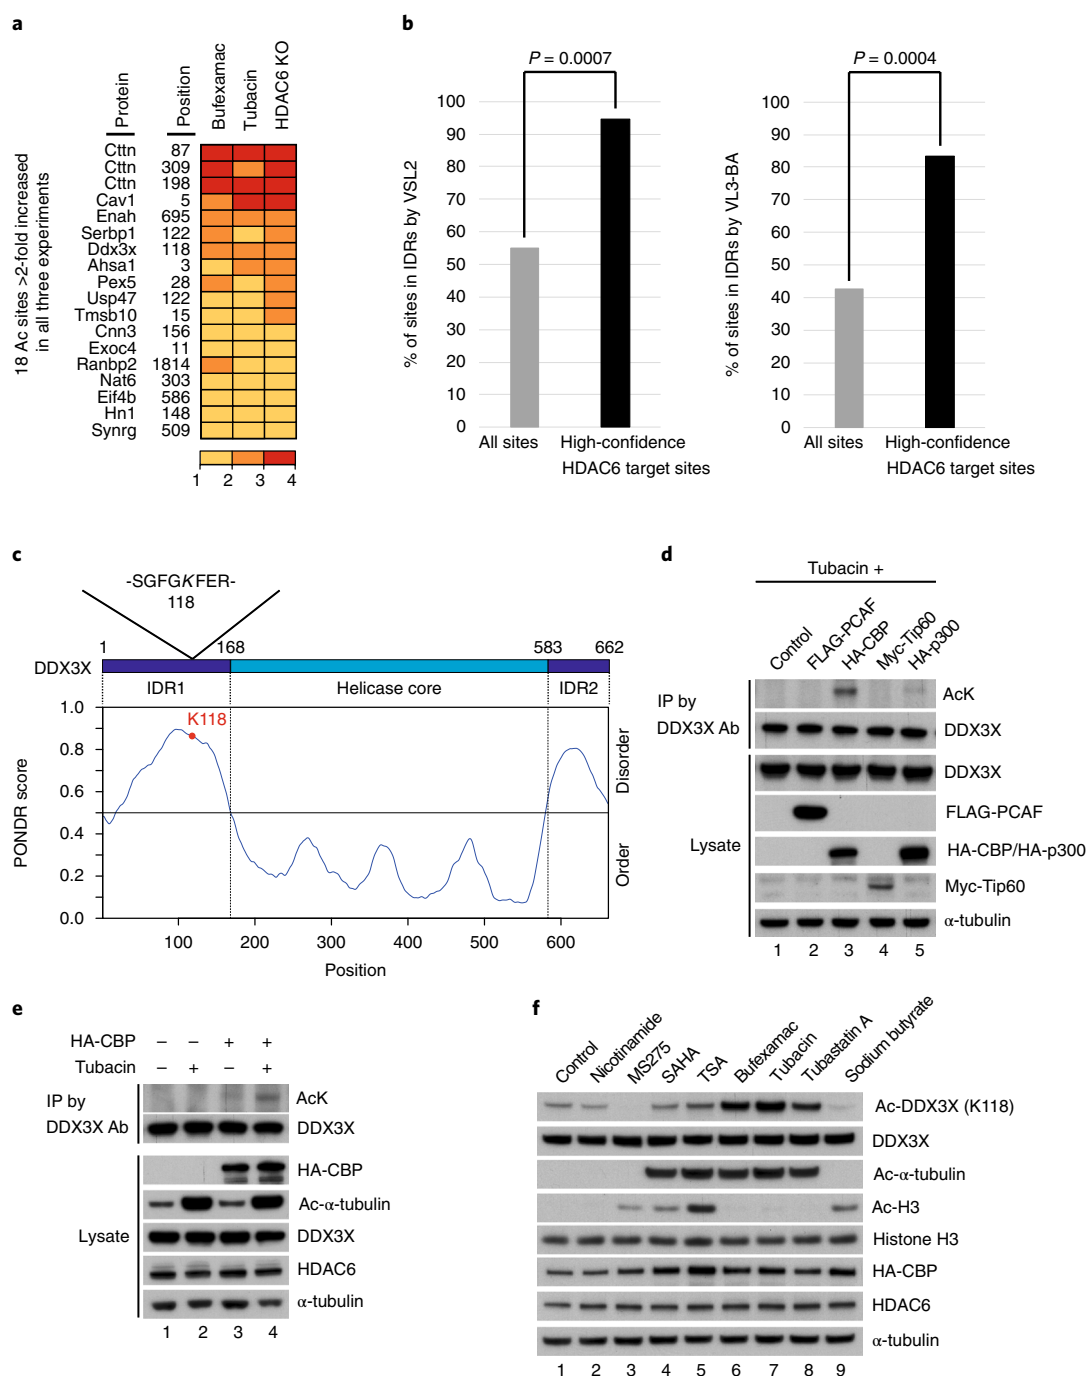 a
Protein
Position
Bufexamac
Tubacin
HDAC6 KO
18 Ac sites >2-fold increased
in all three experiments
Cttn 87
Cttn 309
Cttn 198
Cav1 5
Enah 695
Serbp1 122
Ddx3x 118
Ahsa1 3
Pex5 28
Usp47 122
Tmsb10 15
Cnn3 156
Exoc4 11
Ranbp2 1814
Nat6 303
Eif4b 586
Hn1 148
Synrg 509
1 2 3 4
b
P = 0.0007
% of sites in IDRs by VSL2
100
90
80
70
60
50
40
30
20
10
0
All sites High-confidence
HDAC6 target sites
P = 0.0004
% of sites in IDRs by VL3-BA
100
90
80
70
60
50
40
30
20
10
0
All sites High-confidence
HDAC6 target sites
c
-SGFGKFER-
118
1 168 583 662
DDX3X
IDR1 Helicase core IDR2
PONDR score
1.0
0.8
0.6
0.4
0.2
0.0
K118
Disorder
Order
100 200 300 400 500 600
Position
d
Tubacin +
Control
FLAG-PCAF
HA-CBP
Myc-Tip60
HA-p300
IP by
DDX3X Ab
AcK
DDX3X
Lysate
DDX3X
FLAG-PCAF
HA-CBP/HA-p300
Myc-Tip60
α-tubulin
1 2 3 4 5
e
HA-CBP – – + +
Tubacin – + – +
IP by
DDX3X Ab
AcK
DDX3X
Lysate
HA-CBP
Ac-α-tubulin
DDX3X
HDAC6
α-tubulin
1 2 3 4
f
Control
Nicotinamide
MS275
SAHA
TSA
Bufexamac
Tubacin
Tubastatin A
Sodium butyrate
Ac-DDX3X (K118)
DDX3X
Ac-α-tubulin
Ac-H3
Histone H3
HA-CBP
HDAC6
α-tubulin
1 2 3 4 5 6 7 8 9